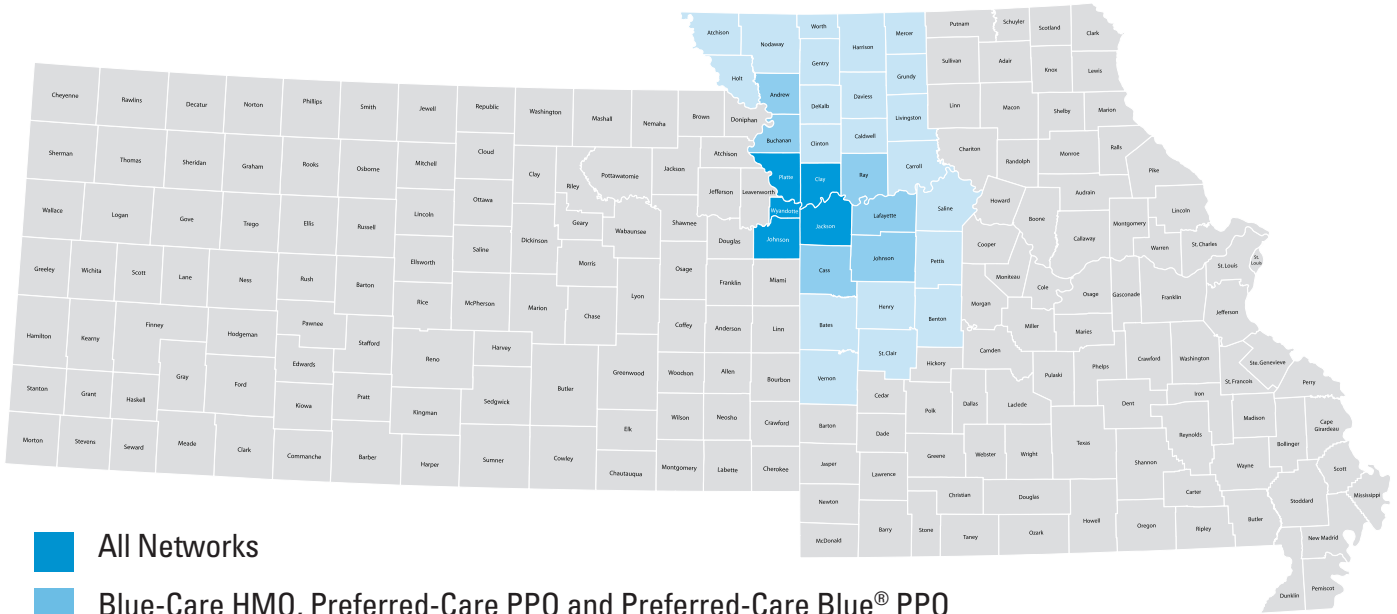 Atchison Nodaway Worth Harrison Mercer Putnam Schuyler Scotland Clark
Holt Gentry Grundy Sullivan Adair Knox Lewis
Andrew DeKalb Daviess Livingston Linn Macon Shelby Marion
Cheyenne Rawlins Decatur Norton Phillips Smith Jewell Republic Washington Mashall Nemaha Brown Doniphan
Buchanan Clinton Caldwell Carroll Chariton Randolph Monroe Ralls Pike
Sherman Thomas Sheridan Graham Rooks Osborne Mitchell Cloud Clay Riley Pottawatomie Jackson Atchison
Jefferson Leavenworth Platte Clay Ray
Wallace Logan Gove Trego Ellis Russell Lincoln Ottawa Dickinson Geary Wabaunsee Shawnee Douglas
Wyandotte Johnson Jackson Lafayette Saline Howard Boone Audrain Callaway Montgomery Lincoln Warren St. Charles
Greeley Wichita Scott Lane Ness Rush Barton Ellsworth Saline Morris Osage Franklin Miami
Cass Johnson Pettis Cooper Moniteau Cole Osage Gasconade Franklin St. Louis St. Louis
Rice McPherson Marion Chase Lyon Coffey Anderson Linn
Bates Henry Benton Morgan Miller Maries Jefferson
Hamilton Kearny Finney Hodgeman Pawnee Stafford Edwards Reno Harvey
Vernon St.Clair Hickory Camden Pulaski Phelps Crawford Washington Ste. Genevieve St. Francois Perry
Stanton Grant Haskell Gray Ford Kiowa Pratt Kingman Sedgwick Butler Greenwood Woodson Allen Bourbon
Cedar Polk Dallas Laclede Dent Iron Madison Cape
Girardeau
Bollinger Reynolds
Wilson Neosho Crawford Barton Dade Greene Webster Wright Texas Shannon Wayne Scott
Morton Stevens Seward Meade Clark Commanche Barber Harper Sumner Cowley Elk Chautauqua Montgomery Labette Cherokee
Jasper Lawrence Christian Douglas Carter Stoddard Mississippi
Newton Barry Stone Taney Ozark Howell Oregon Ripley Butler New Madrid
McDonald Dunklin Pemiscot
All Networks
Blue-Care HMO, Preferred-Care PPO and Preferred-Care Blue® PPO